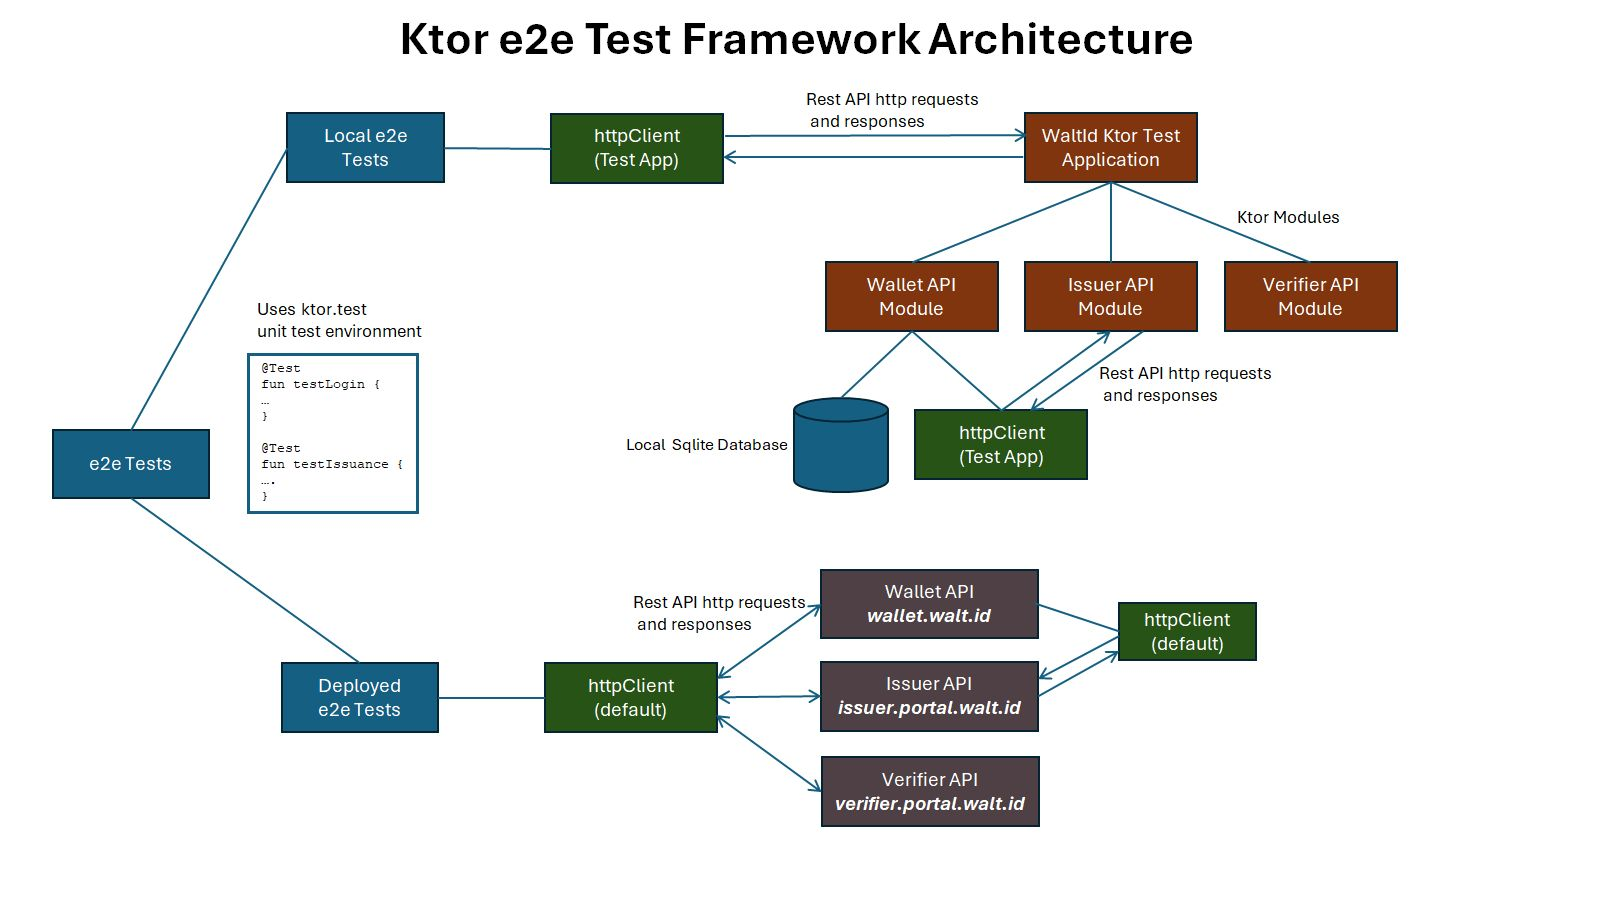 Ktor e2e Test Framework Architecture
Rest API http requests
and responses
Local e2e
Tests
httpClient
(Test App)
WaltId Ktor Test
Application
Ktor Modules
Wallet API
Module
Issuer API
Module
Verifier API
Module
Uses ktor.test
unit test environment
@Test
fun testLogin {
…
}
@Test
fun testIssuance {
….
}
Rest API http requests
and responses
Local Sqlite Database
httpClient
(Test App)
e2e Tests
Rest API http requests
and responses
Wallet API
wallet.walt.id
httpClient
(default)
Deployed
e2e Tests
httpClient
(default)
Issuer API
issuer.portal.walt.id
Verifier API
verifier.portal.walt.id